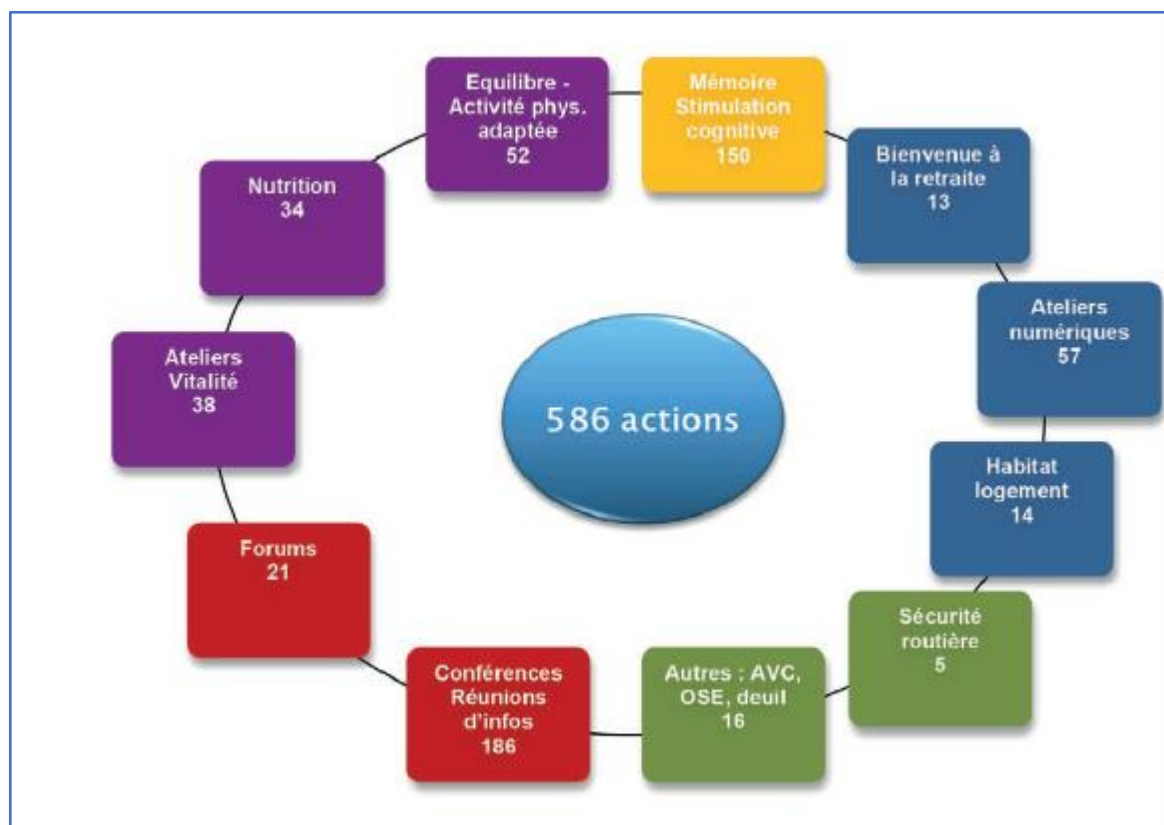 Equilibre -
Activité phys.
adaptée
52
Mémoire
Stimulation
cognitive
150
Bienvenue à
la retraite
13
Ateliers
numériques
57
Habitat
logement
14
Sécurité
routière
5
Autres : AVC,
OSE, deuil
16
Conférences
Réunions
d'infos
186
Forums
21
Ateliers
Vitalité
38
Nutrition
34
586 actions